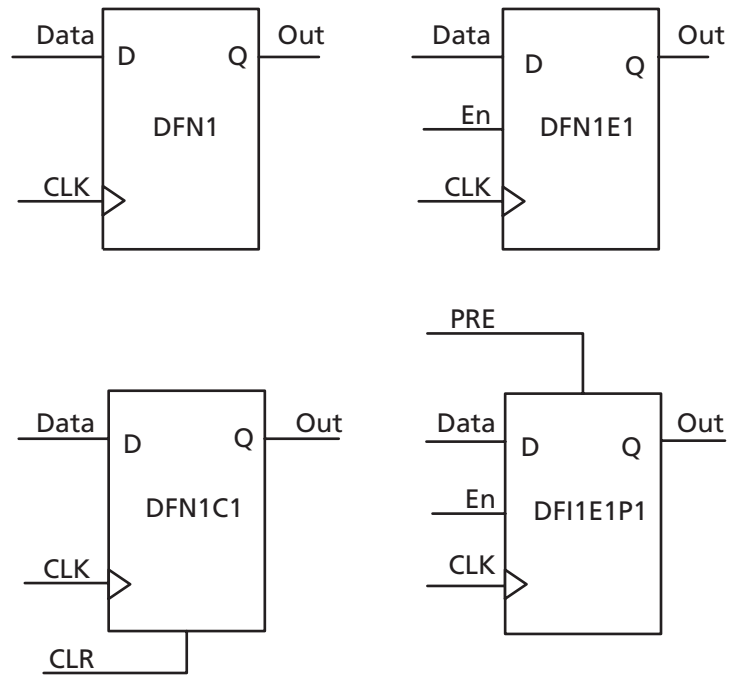 Data
D
Q
Out
DFN1
CLK
Data
D
Q
Out
En
DFN1E1
CLK
Data
D
Q
Out
DFN1C1
CLK
CLR
PRE
Data
D
Q
Out
En
DFI1E1P1
CLK